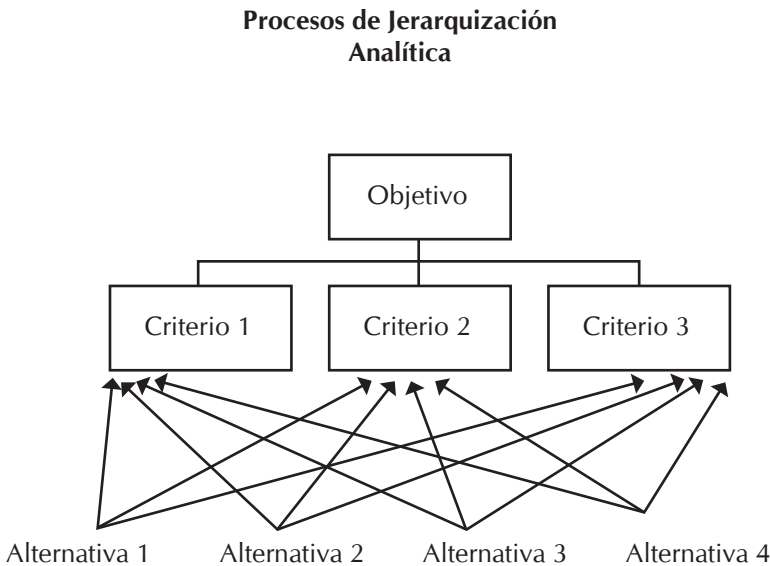 Procesos de Jerarquización
Analítica
Objetivo
Criterio 1
Criterio 2
Criterio 3
Alternativa 1
Alternativa 2
Alternativa 3
Alternativa 4